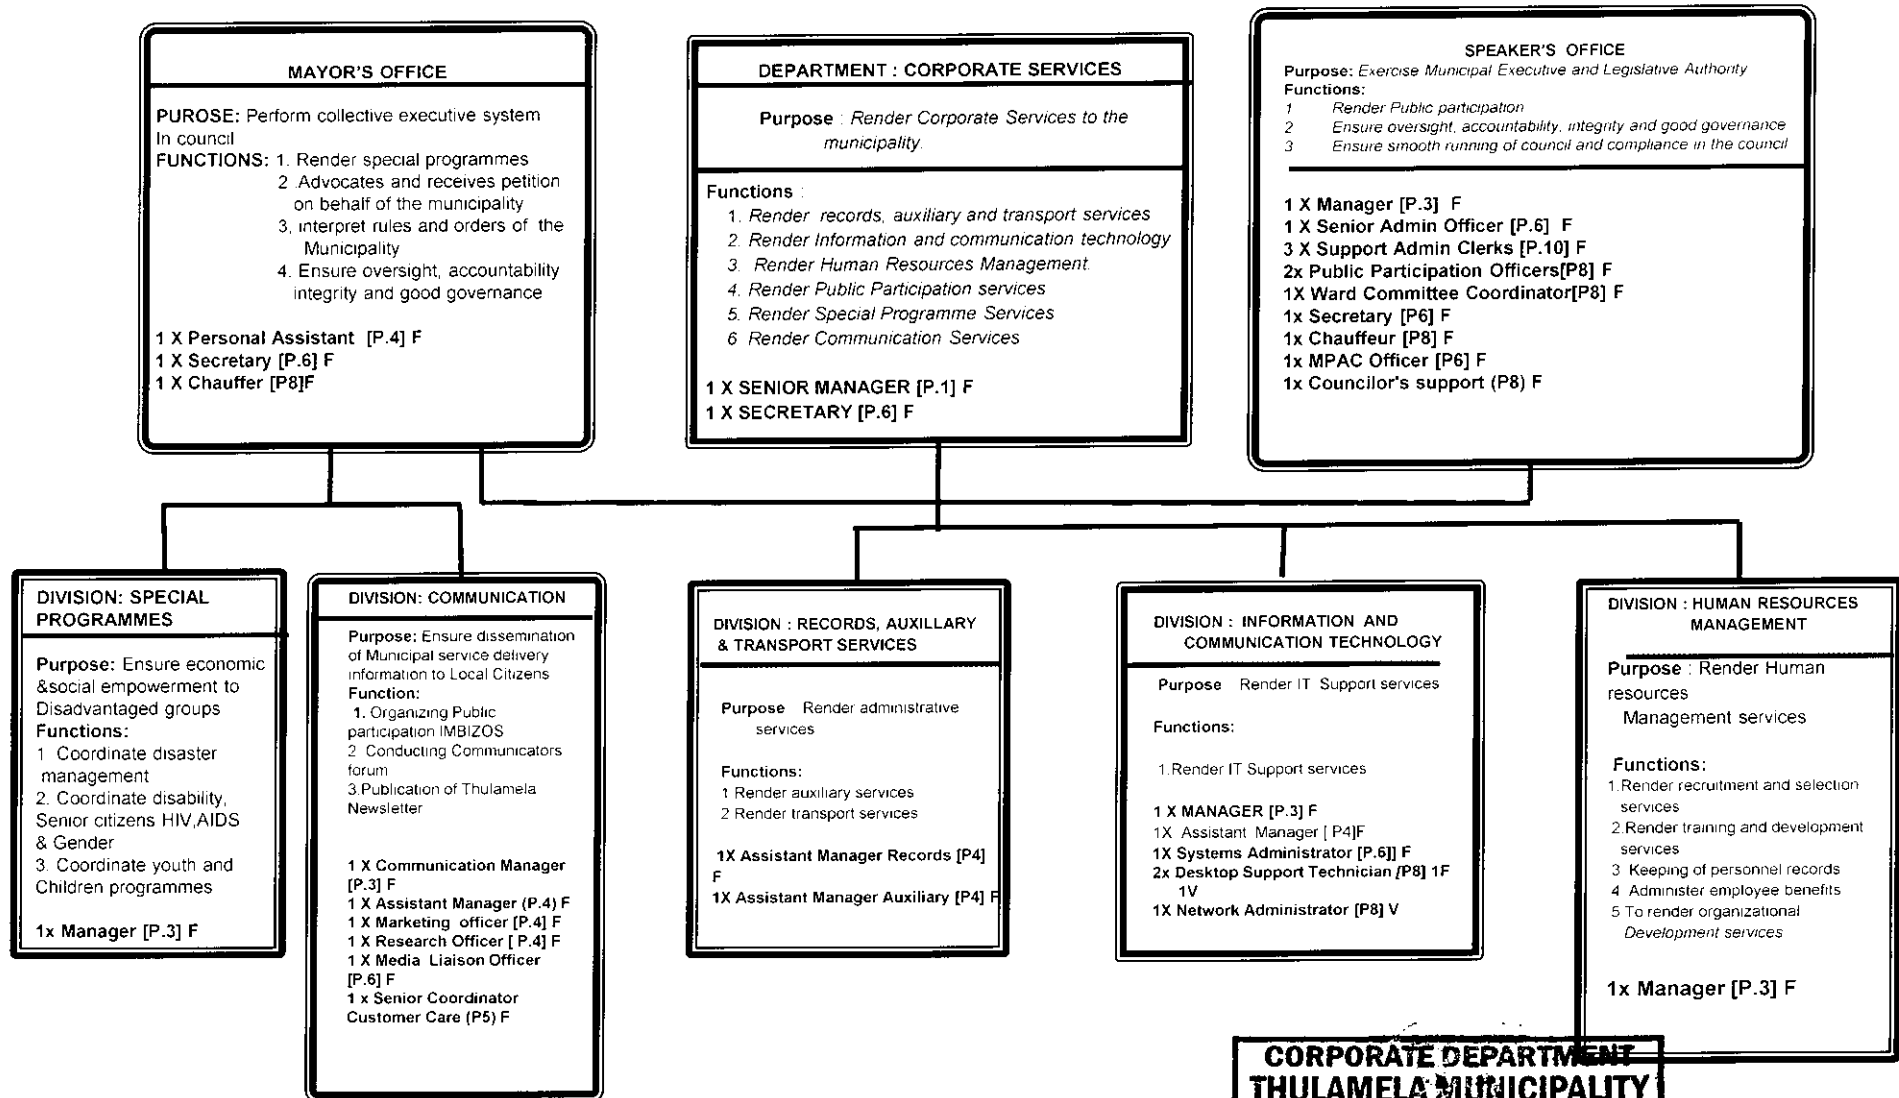 MAYOR'S OFFICE
PUROSE: Perform collective executive system
In council
FUNCTIONS: 1. Render special programmes
2 .Advocates and receives petition
on behalf of the municipality
3, interpret rules and orders of the
Municipality
4. Ensure oversight, accountability
integrity and good governance
1 X Personal Assistant [P.4] F
1 X Secretary [P.6] F
1 X Chauffer [P8]F
DEPARTMENT : CORPORATE SERVICES
Purpose : Render Corporate Services to the
municipality.
Functions :
1. Render records, auxiliary and transport services
2. Render Information and communication technology
3. Render Human Resources Management.
4. Render Public Participation services
5. Render Special Programme Services
6 Render Communication Services
1 X SENIOR MANAGER [P.1] F
1 X SECRETARY [P.6] F
SPEAKER'S OFFICE
Purpose: Exercise Municipal Executive and Legislative Authority
Functions:
1 Render Public participation
2 Ensure oversight, accountability, integrity and good governance
3 Ensure smooth running of council and compliance in the council
1 X Manager [P.3] F
1 X Senior Admin Officer [P.6] F
3 X Support Admin Clerks [P.10] F
2x Public Participation Officers[P8] F
1X Ward Committee Coordinator[P8] F
1x Secretary [P6] F
1x Chauffeur [P8] F
1x MPAC Officer [P6] F
1x Councilor's support (P8) F
DIVISION: SPECIAL
PROGRAMMES
Purpose: Ensure economic
&social empowerment to
Disadvantaged groups
Functions:
1 Coordinate disaster
management
2. Coordinate disability,
Senior citizens HIV,AIDS
& Gender
3. Coordinate youth and
Children programmes
1x Manager [P.3] F
DIVISION: COMMUNICATION
Purpose: Ensure dissemination
of Municipal service delivery
information to Local Citizens
Function:
1. Organizing Public
participation IMBIZOS
2 Conducting Communicators
forum
3.Publication of Thulamela
Newsletter
1 X Communication Manager
[P.3] F
1 X Assistant Manager (P.4) F
1 X Marketing officer [P.4] F
1 X Research Officer [ P.4] F
1 X Media Liaison Officer
[P.6] F
1 x Senior Coordinator
Customer Care (P5) F
DIVISION : RECORDS, AUXILLARY
& TRANSPORT SERVICES
Purpose Render administrative
services
Functions:
1 Render auxiliary services
2 Render transport services
1X Assistant Manager Records [P4]
F
1X Assistant Manager Auxiliary [P4] F
DIVISION : INFORMATION AND
COMMUNICATION TECHNOLOGY
Purpose Render IT Support services
Functions:
1.Render IT Support services
1 X MANAGER [P.3] F
1X Assistant Manager [ P4]F
1X Systems Administrator [P.6]] F
2x Desktop Support Technician [P8] 1F
1V
1X Network Administrator [P8] V
DIVISION : HUMAN RESOURCES
MANAGEMENT
Purpose : Render Human
resources
Management services
Functions:
1.Render recruitment and selection
services
2.Render training and development
services
3 Keeping of personnel records
4 Administer employee benefits
5 To render organizational
Development services
1x Manager [P.3] F
CORPORATE DEPARTMENT
THULAMELA MUNICIPALITY